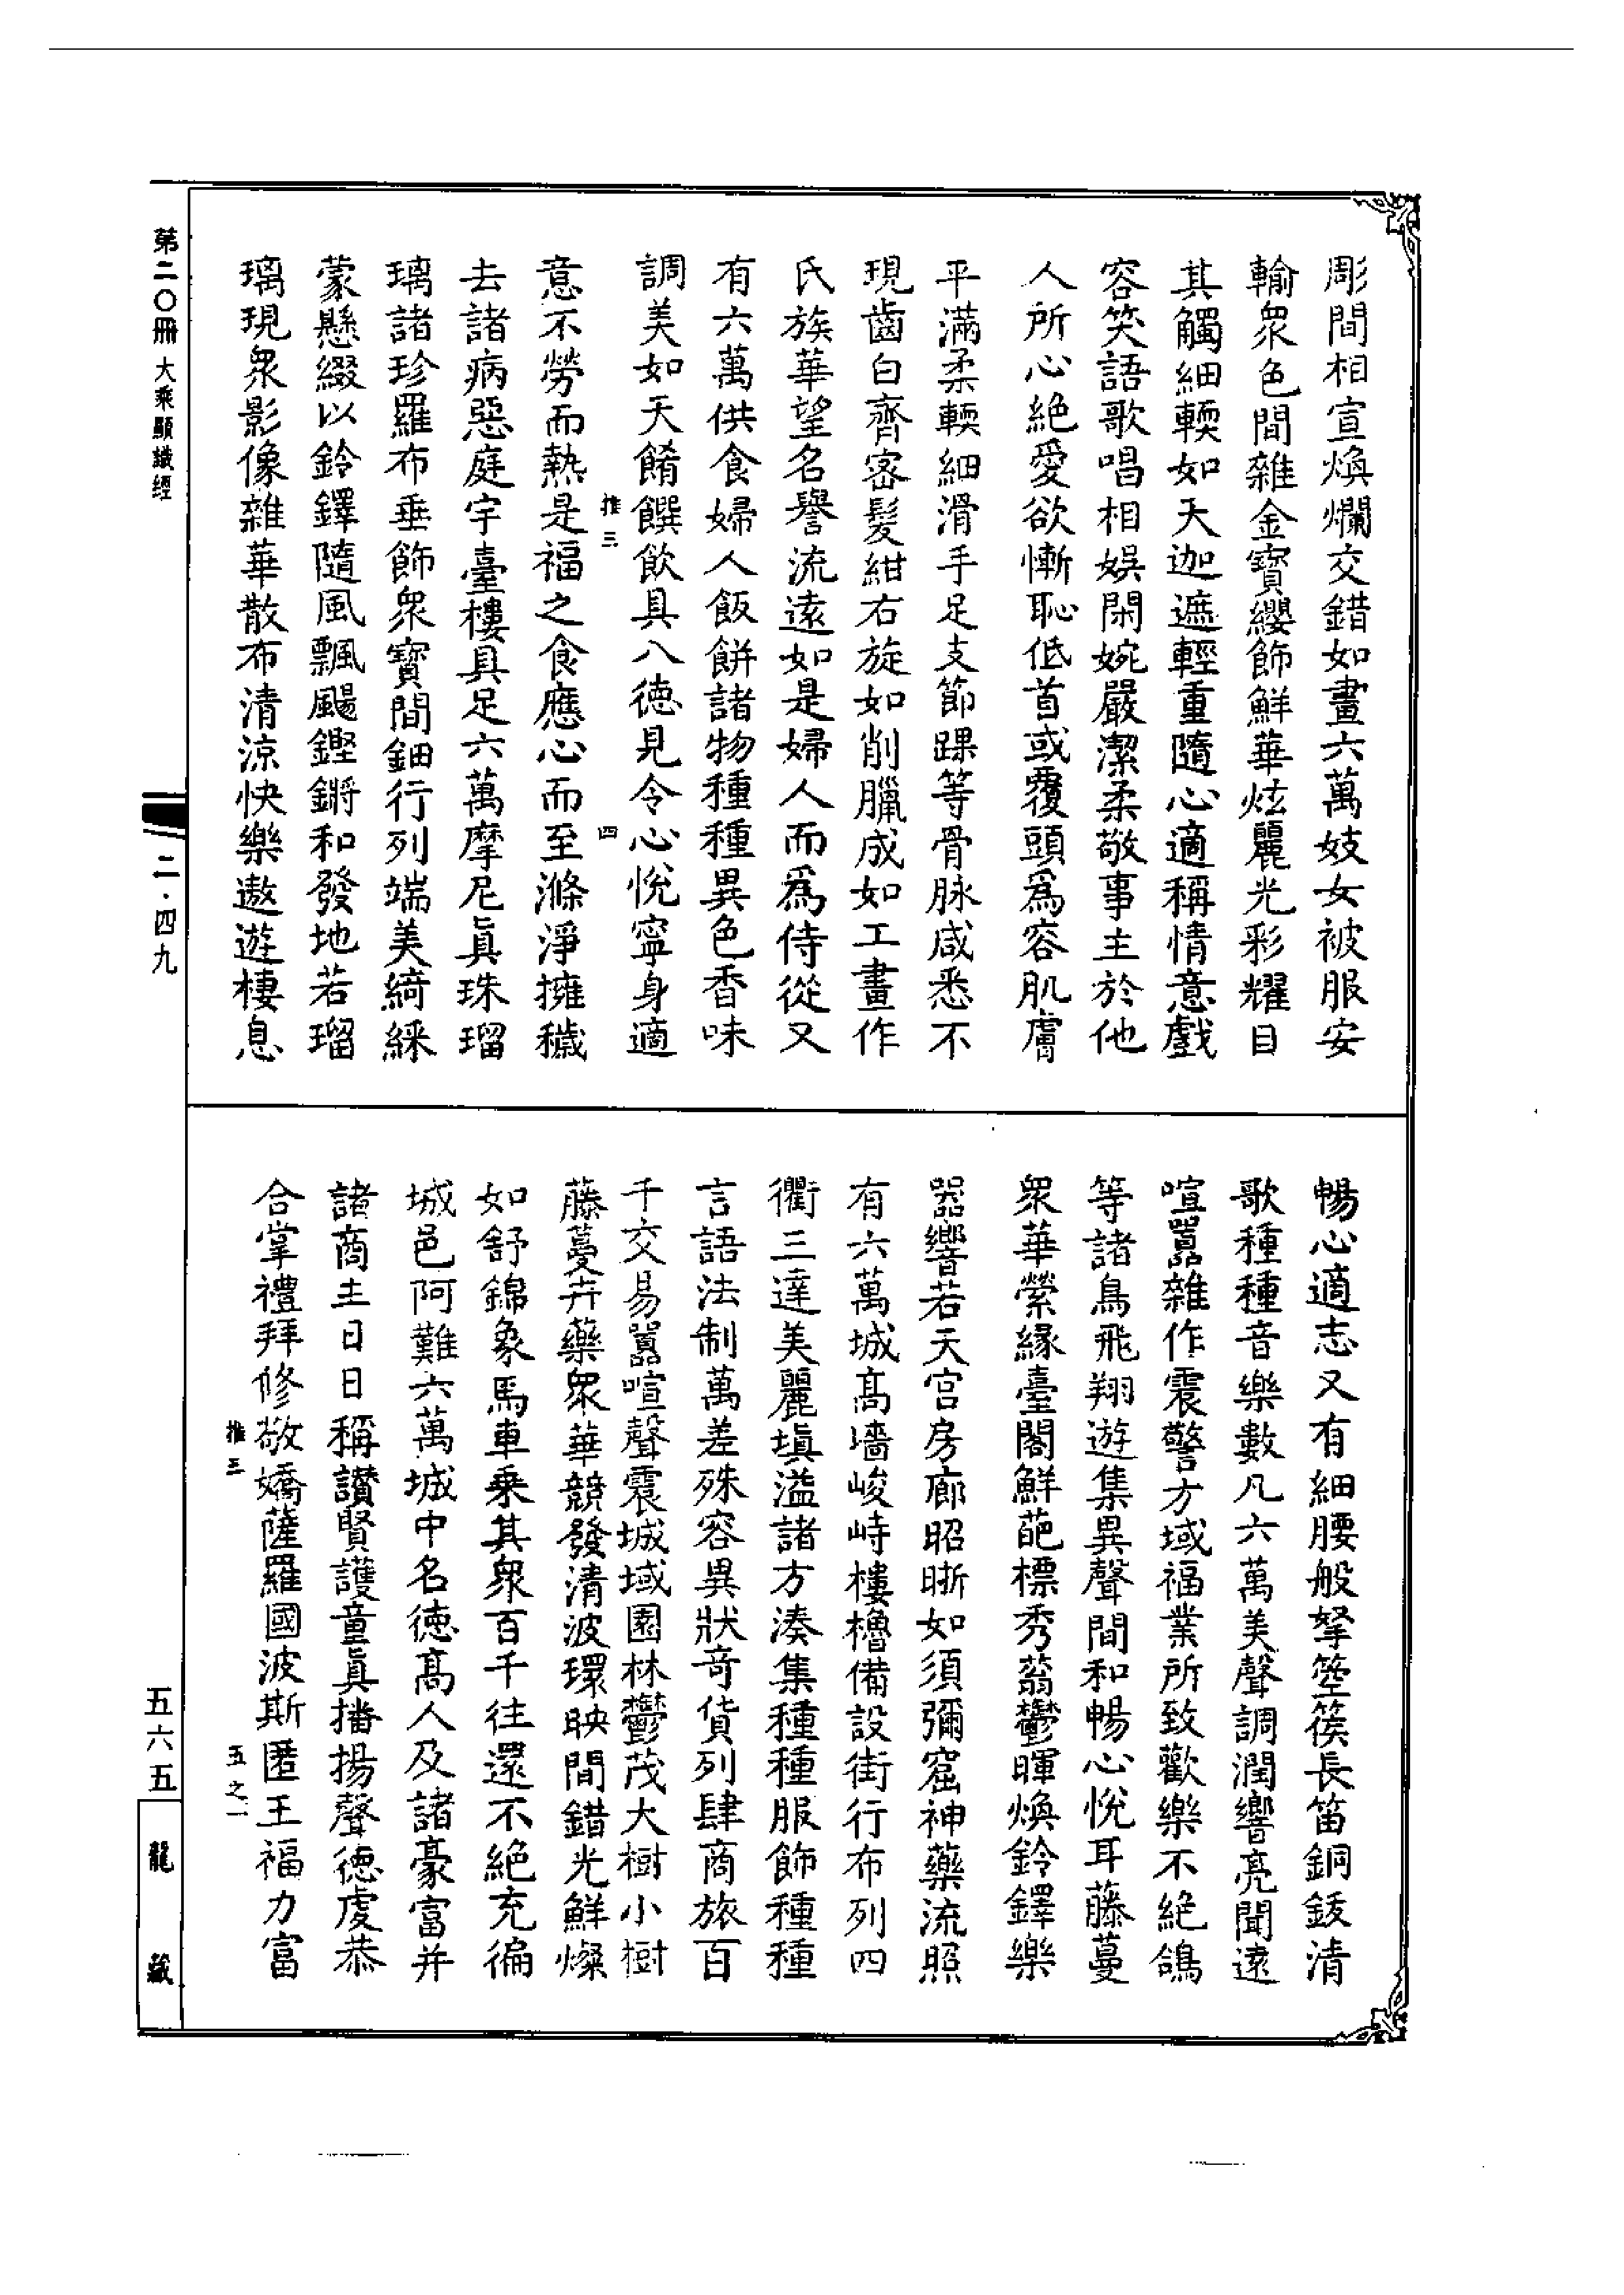 彫間相宣煥爛交錯如畫六萬妓女被服安
輸衆色間雜金寶纓飾鮮華炫麗光彩耀目
其觸細輭如天迦遮輕重隨心適稱情意戲
容笑語歌唱相娛閑婉嚴潔柔敬事主於他
人所心絶愛欲慚恥低首或覆頭爲容肌膚
平滿柔輭細滑手足支節踝等骨脉咸悉不
現齒白齊密髮紺右旋如削臘成如工畫作
氏族華望名譽流遠如是婦人而爲侍從又
有六萬供食婦人飯餅諸物種種異色香味
調美如天餚饌飲具八德見令心悅寧身適
推三 四
意不勞而熱是福之食應心而至滌淨擁穢
去諸病惡庭宇臺樓具足六萬摩尼眞珠瑠
璃諸珍羅布垂飾衆寶間鈿行列端美綺綵
蒙懸綴以鈴鐸隨風飄颺鏗鏘和發地若瑠
璃現衆影像雜華散布清涼快樂遨遊棲息
暢心適志又有細腰般拏箜篌長笛銅鈸清
歌種種音樂數凡六萬美聲調潤響亮聞遠
喧嚣雜作震警方域福業所致歡樂不絶鴿
等諸鳥飛翔遊集異聲間和暢心悅耳藤蔓
衆華縈緣臺閣鮮葩標秀蓊鬱暉煥鈴鐸樂
器響若天宫房廊昭晣如須彌窟神藥流照
有六萬城髙墻峻峙樓櫓備設街行布列四
衢三達美麗塡溢諸方湊集種種服飾種種
言語法制萬差殊容異狀奇貨列肆商旅百
千交易嚣喧聲震城域園林鬱茂大樹小樹
藤蔓卉藥衆華競發清波環映間錯光鮮燦
如舒錦象馬車乗其衆百千往還不絶充徧
城邑阿難六萬城中名德髙人及諸豪富并
諸商主日日稱讃賢護童眞播揚聲德虔恭
合掌禮拜修敬嬌薩羅國波斯匿王福力富
推三 五之一
第二〇冊 大乘顯識經
二·四九
五六五
龍藏